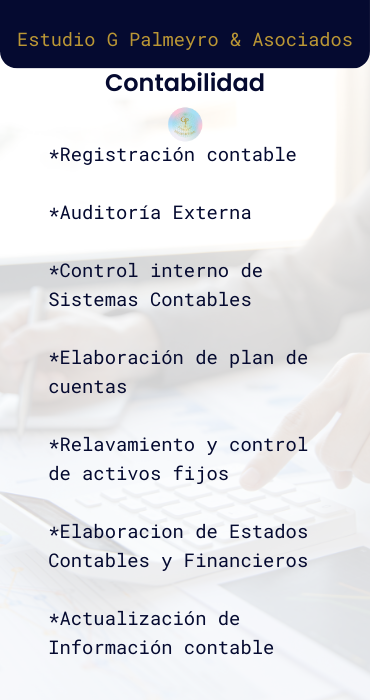 Estudio G Palmeyro & Asociados
Contabilidad
*Registración contable
*Auditoría Externa
*Control interno de
Sistemas Contables
*Elaboración de plan de
cuentas
*Relavamiento y control
de activos fijos
*Elaboracion de Estados
Contables y Financieros
*Actualización de
Información contable